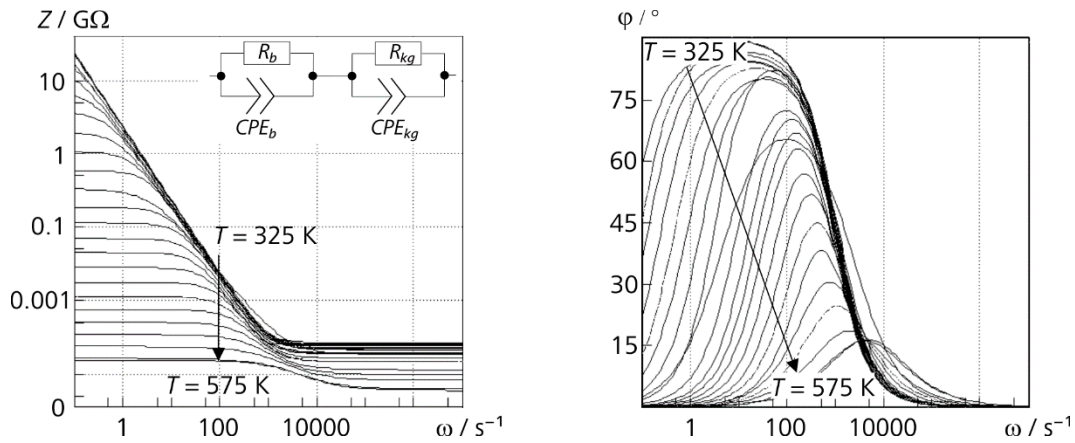 Z / GΩ
10
1
0.1
0.001
0
R_b
R_kg
CPE_b
CPE_kg
T = 325 K
T = 575 K
1
100
10000
ω / s⁻¹
φ / °
T = 325 K
75
60
45
30
15
T = 575 K
1
100
10000
ω / s⁻¹